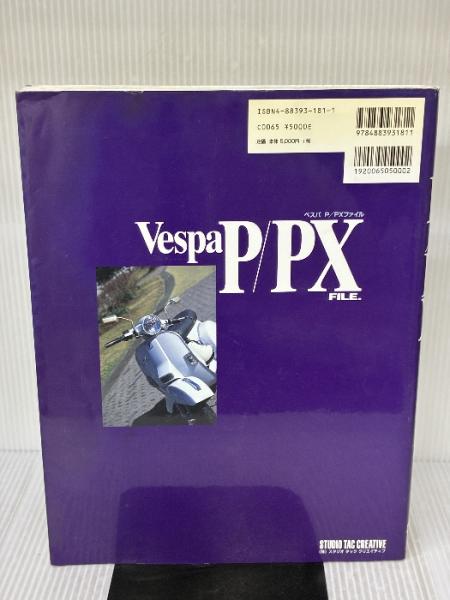 ISBN4-88393-181-1
C0065 ¥5000E
定価 本体5,000円 +税
9784883931811
1920065050002
ベスパ P/PXファイル
Vespa P/PX
FILE.
STUDIO TAC CREATIVE
(株)スタジオ タック クリエイティブ